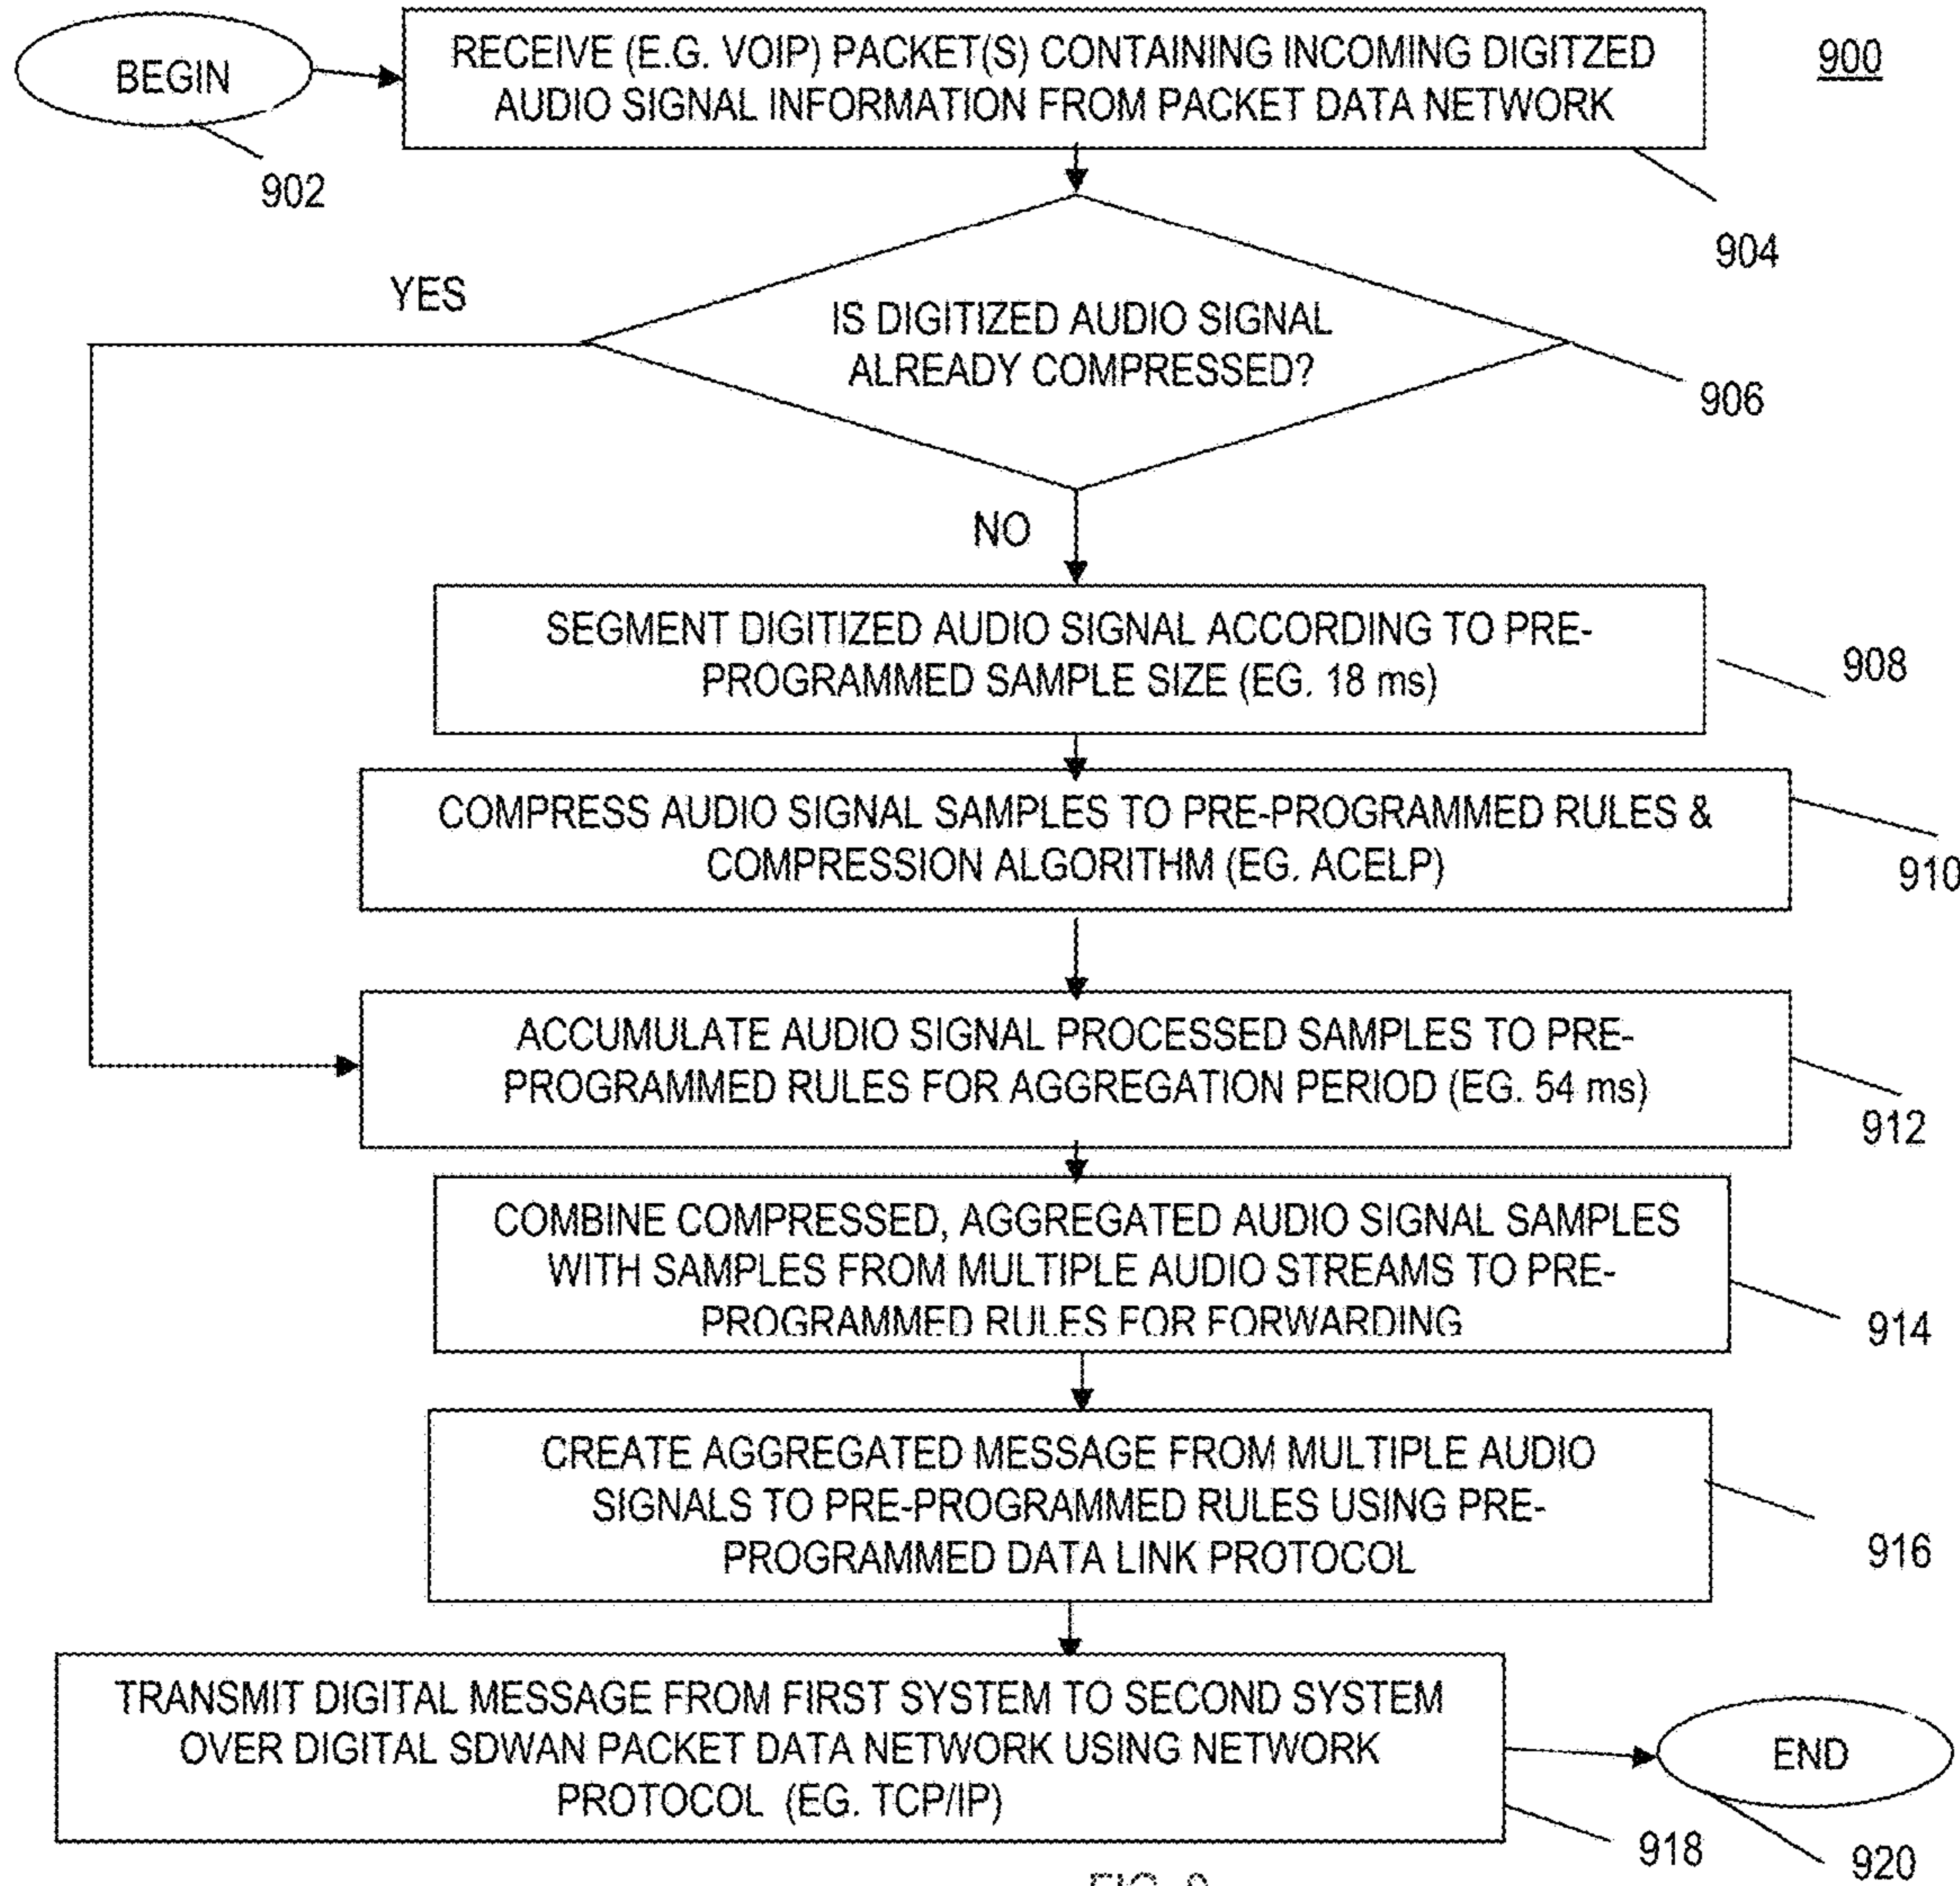 BEGIN
902
RECEIVE (E.G. VOIP) PACKET(S) CONTAINING INCOMING DIGITZED
AUDIO SIGNAL INFORMATION FROM PACKET DATA NETWORK
900
904
YES
IS DIGITIZED AUDIO SIGNAL
ALREADY COMPRESSED?
906
NO
SEGMENT DIGITIZED AUDIO SIGNAL ACCORDING TO PRE-
PROGRAMMED SAMPLE SIZE (EG. 18 ms)
908
COMPRESS AUDIO SIGNAL SAMPLES TO PRE-PROGRAMMED RULES &
COMPRESSION ALGORITHM (EG. ACELP)
910
ACCUMULATE AUDIO SIGNAL PROCESSED SAMPLES TO PRE-
PROGRAMMED RULES FOR AGGREGATION PERIOD (EG. 54 ms)
912
COMBINE COMPRESSED, AGGREGATED AUDIO SIGNAL SAMPLES
WITH SAMPLES FROM MULTIPLE AUDIO STREAMS TO PRE-
PROGRAMMED RULES FOR FORWARDING
914
CREATE AGGREGATED MESSAGE FROM MULTIPLE AUDIO
SIGNALS TO PRE-PROGRAMMED RULES USING PRE-
PROGRAMMED DATA LINK PROTOCOL
916
TRANSMIT DIGITAL MESSAGE FROM FIRST SYSTEM TO SECOND SYSTEM
OVER DIGITAL SDWAN PACKET DATA NETWORK USING NETWORK
PROTOCOL (EG. TCP/IP)
918
END
920